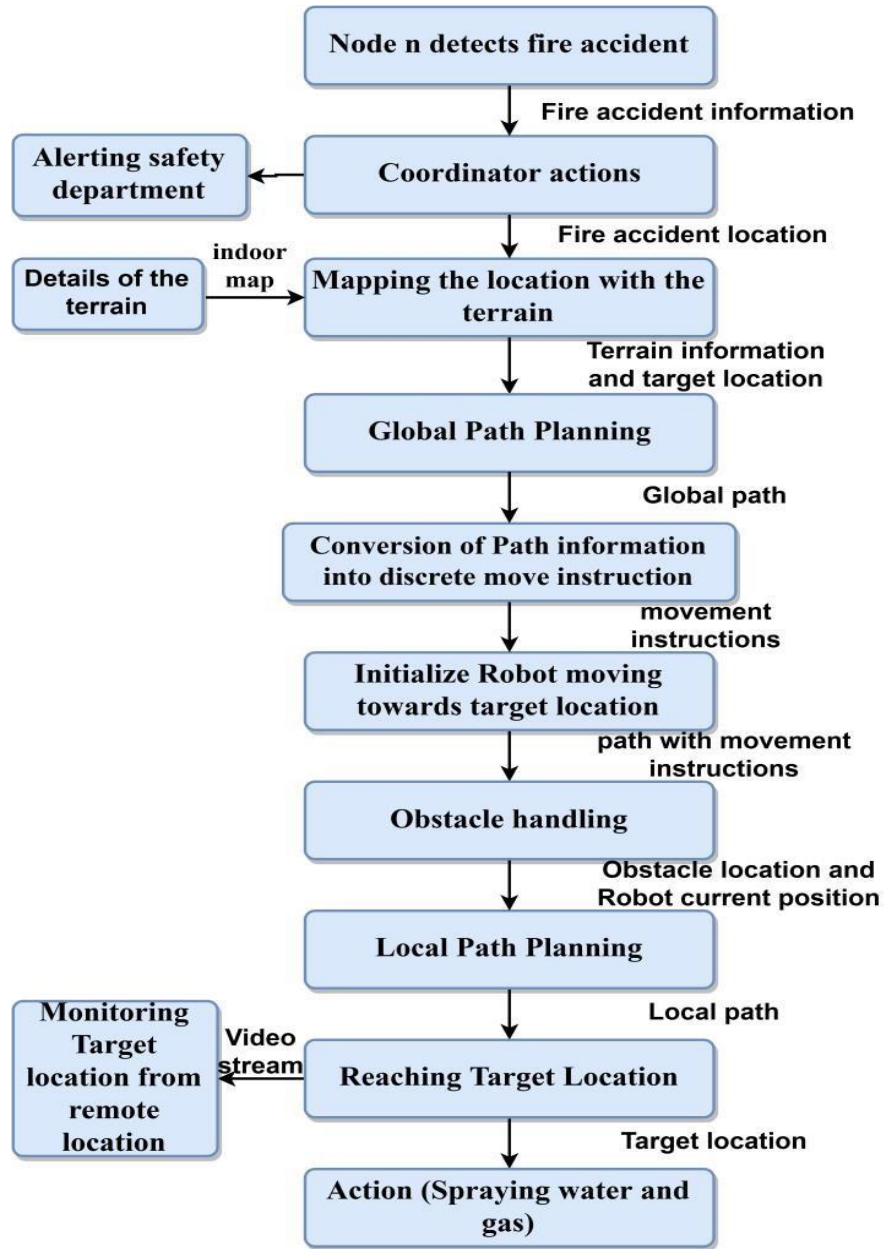 Node n detects fire accident
Fire accident information
Alerting safety
department
Coordinator actions
Fire accident location
indoor
map
Details of the
terrain
Mapping the location with the
terrain
Terrain information
and target location
Global Path Planning
Global path
Conversion of Path information
into discrete move instruction
movement
instructions
Initialize Robot moving
towards target location
path with movement
instructions
Obstacle handling
Obstacle location and
Robot current position
Local Path Planning
Local path
Monitoring
Target
location from
remote
location
Video
stream
Reaching Target Location
Target location
Action (Spraying water and
gas)